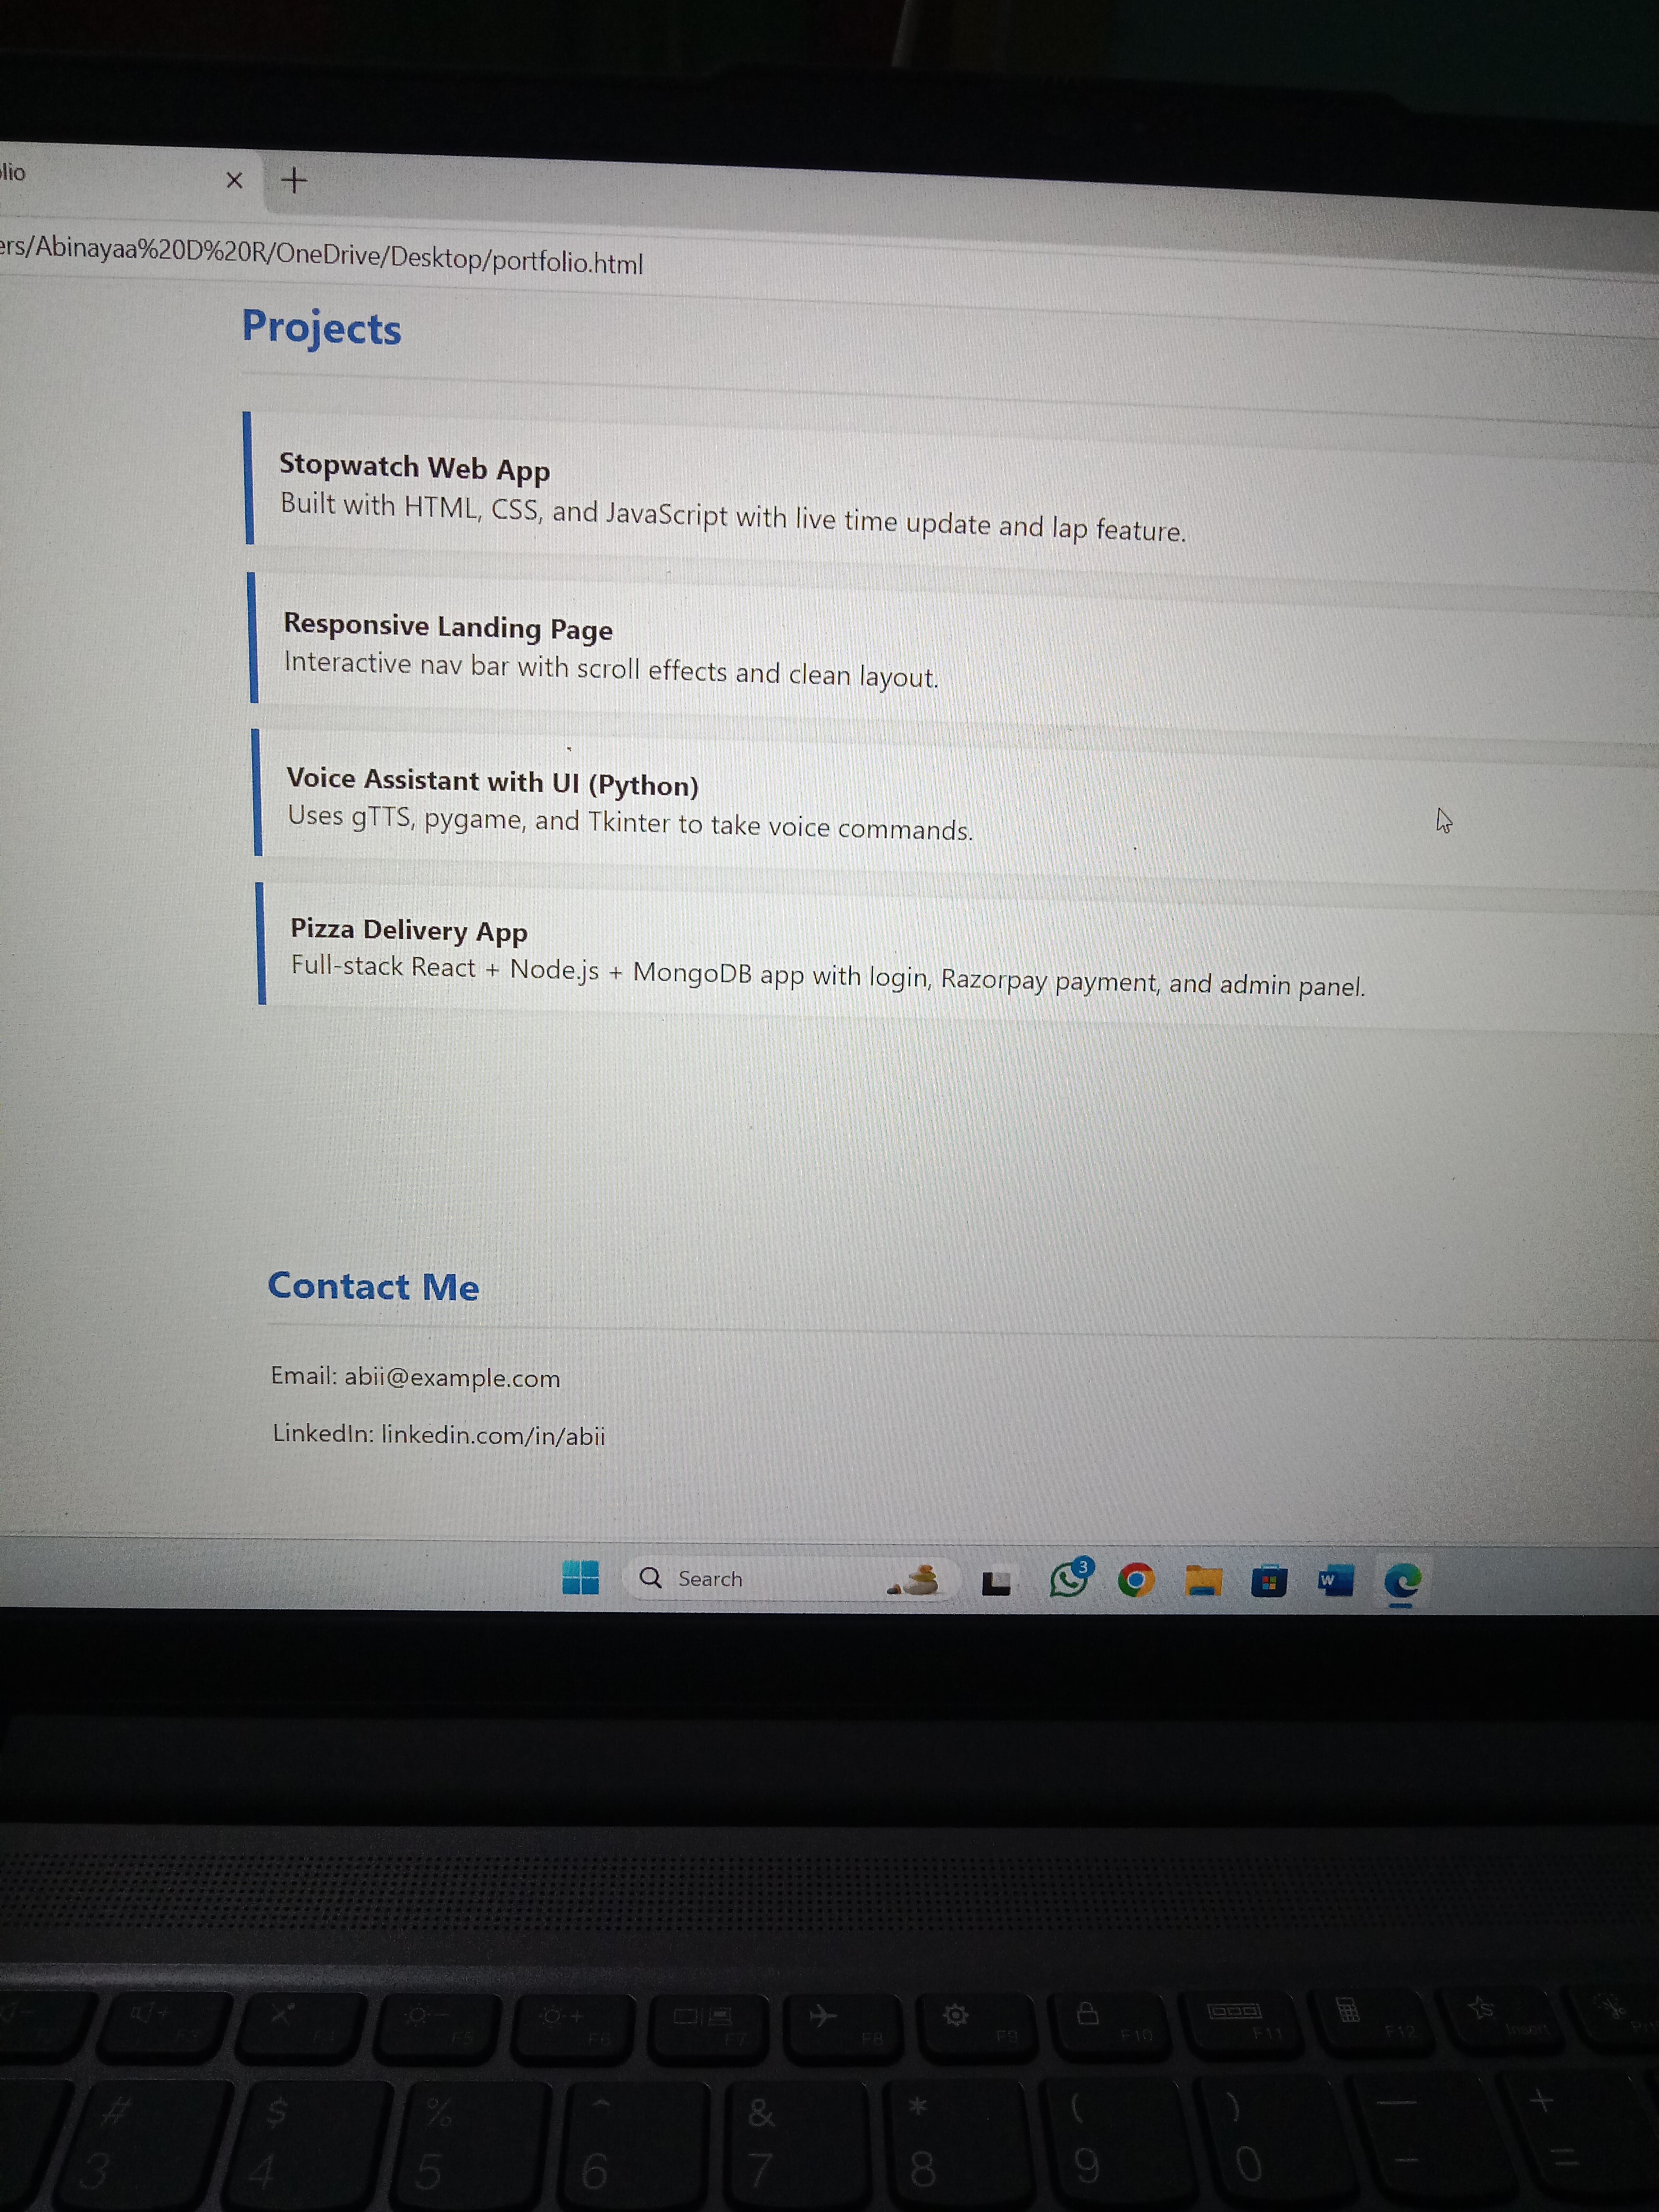 lio
ers/Abinayaa%20D%20R/OneDrive/Desktop/portfolio.html
Projects
Stopwatch Web App
Built with HTML, CSS, and JavaScript with live time update and lap feature.
Responsive Landing Page
Interactive nav bar with scroll effects and clean layout.
Voice Assistant with UI (Python)
Uses gTTS, pygame, and Tkinter to take voice commands.
Pizza Delivery App
Full-stack React + Node.js + MongoDB app with login, Razorpay payment, and admin panel.
Contact Me
Email: abii@example.com
LinkedIn: linkedin.com/in/abii
Search
3
W
F4 F5 F6 F7 F8 F9 F10 F11 F12 Insert
# $ % ^ & * ( ) — +
3 4 5 6 7 8 9 0 - =